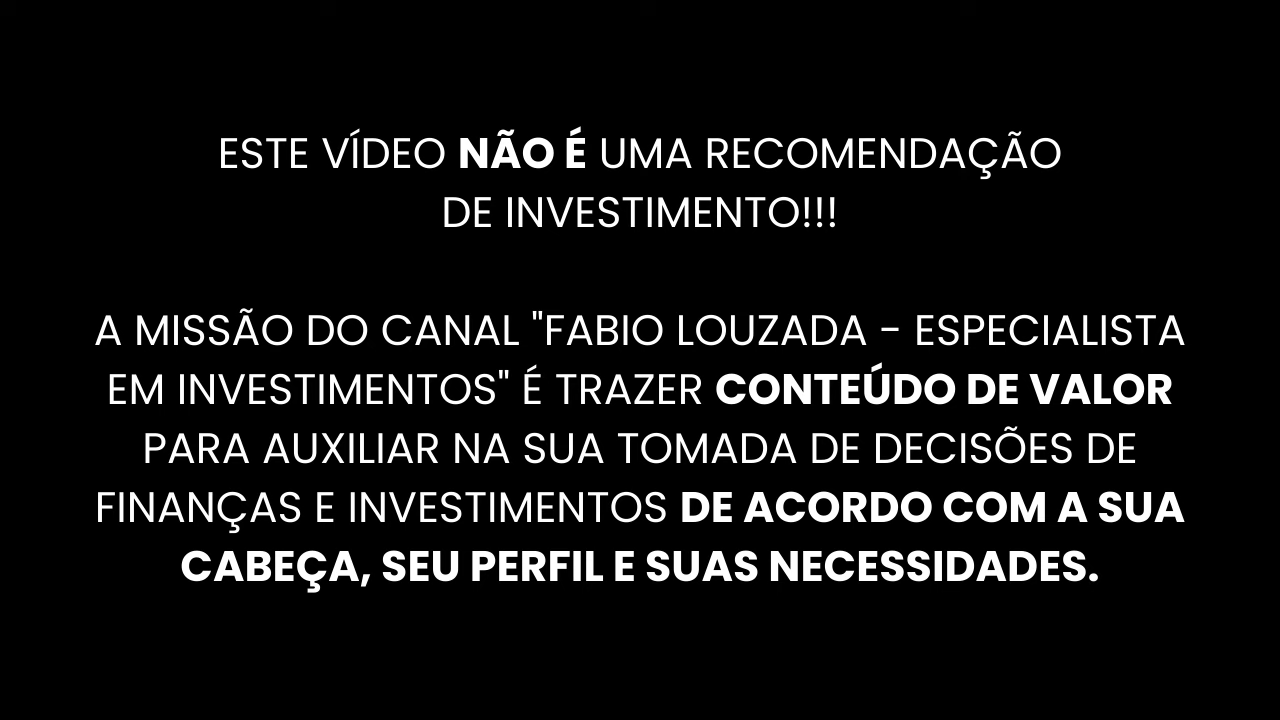 ESTE VÍDEO NÃO É UMA RECOMENDAÇÃO
DE INVESTIMENTO!!!
A MISSÃO DO CANAL "FABIO LOUZADA - ESPECIALISTA
EM INVESTIMENTOS" É TRAZER CONTEÚDO DE VALOR
PARA AUXILIAR NA SUA TOMADA DE DECISÕES DE
FINANÇAS E INVESTIMENTOS DE ACORDO COM A SUA
CABEÇA, SEU PERFIL E SUAS NECESSIDADES.